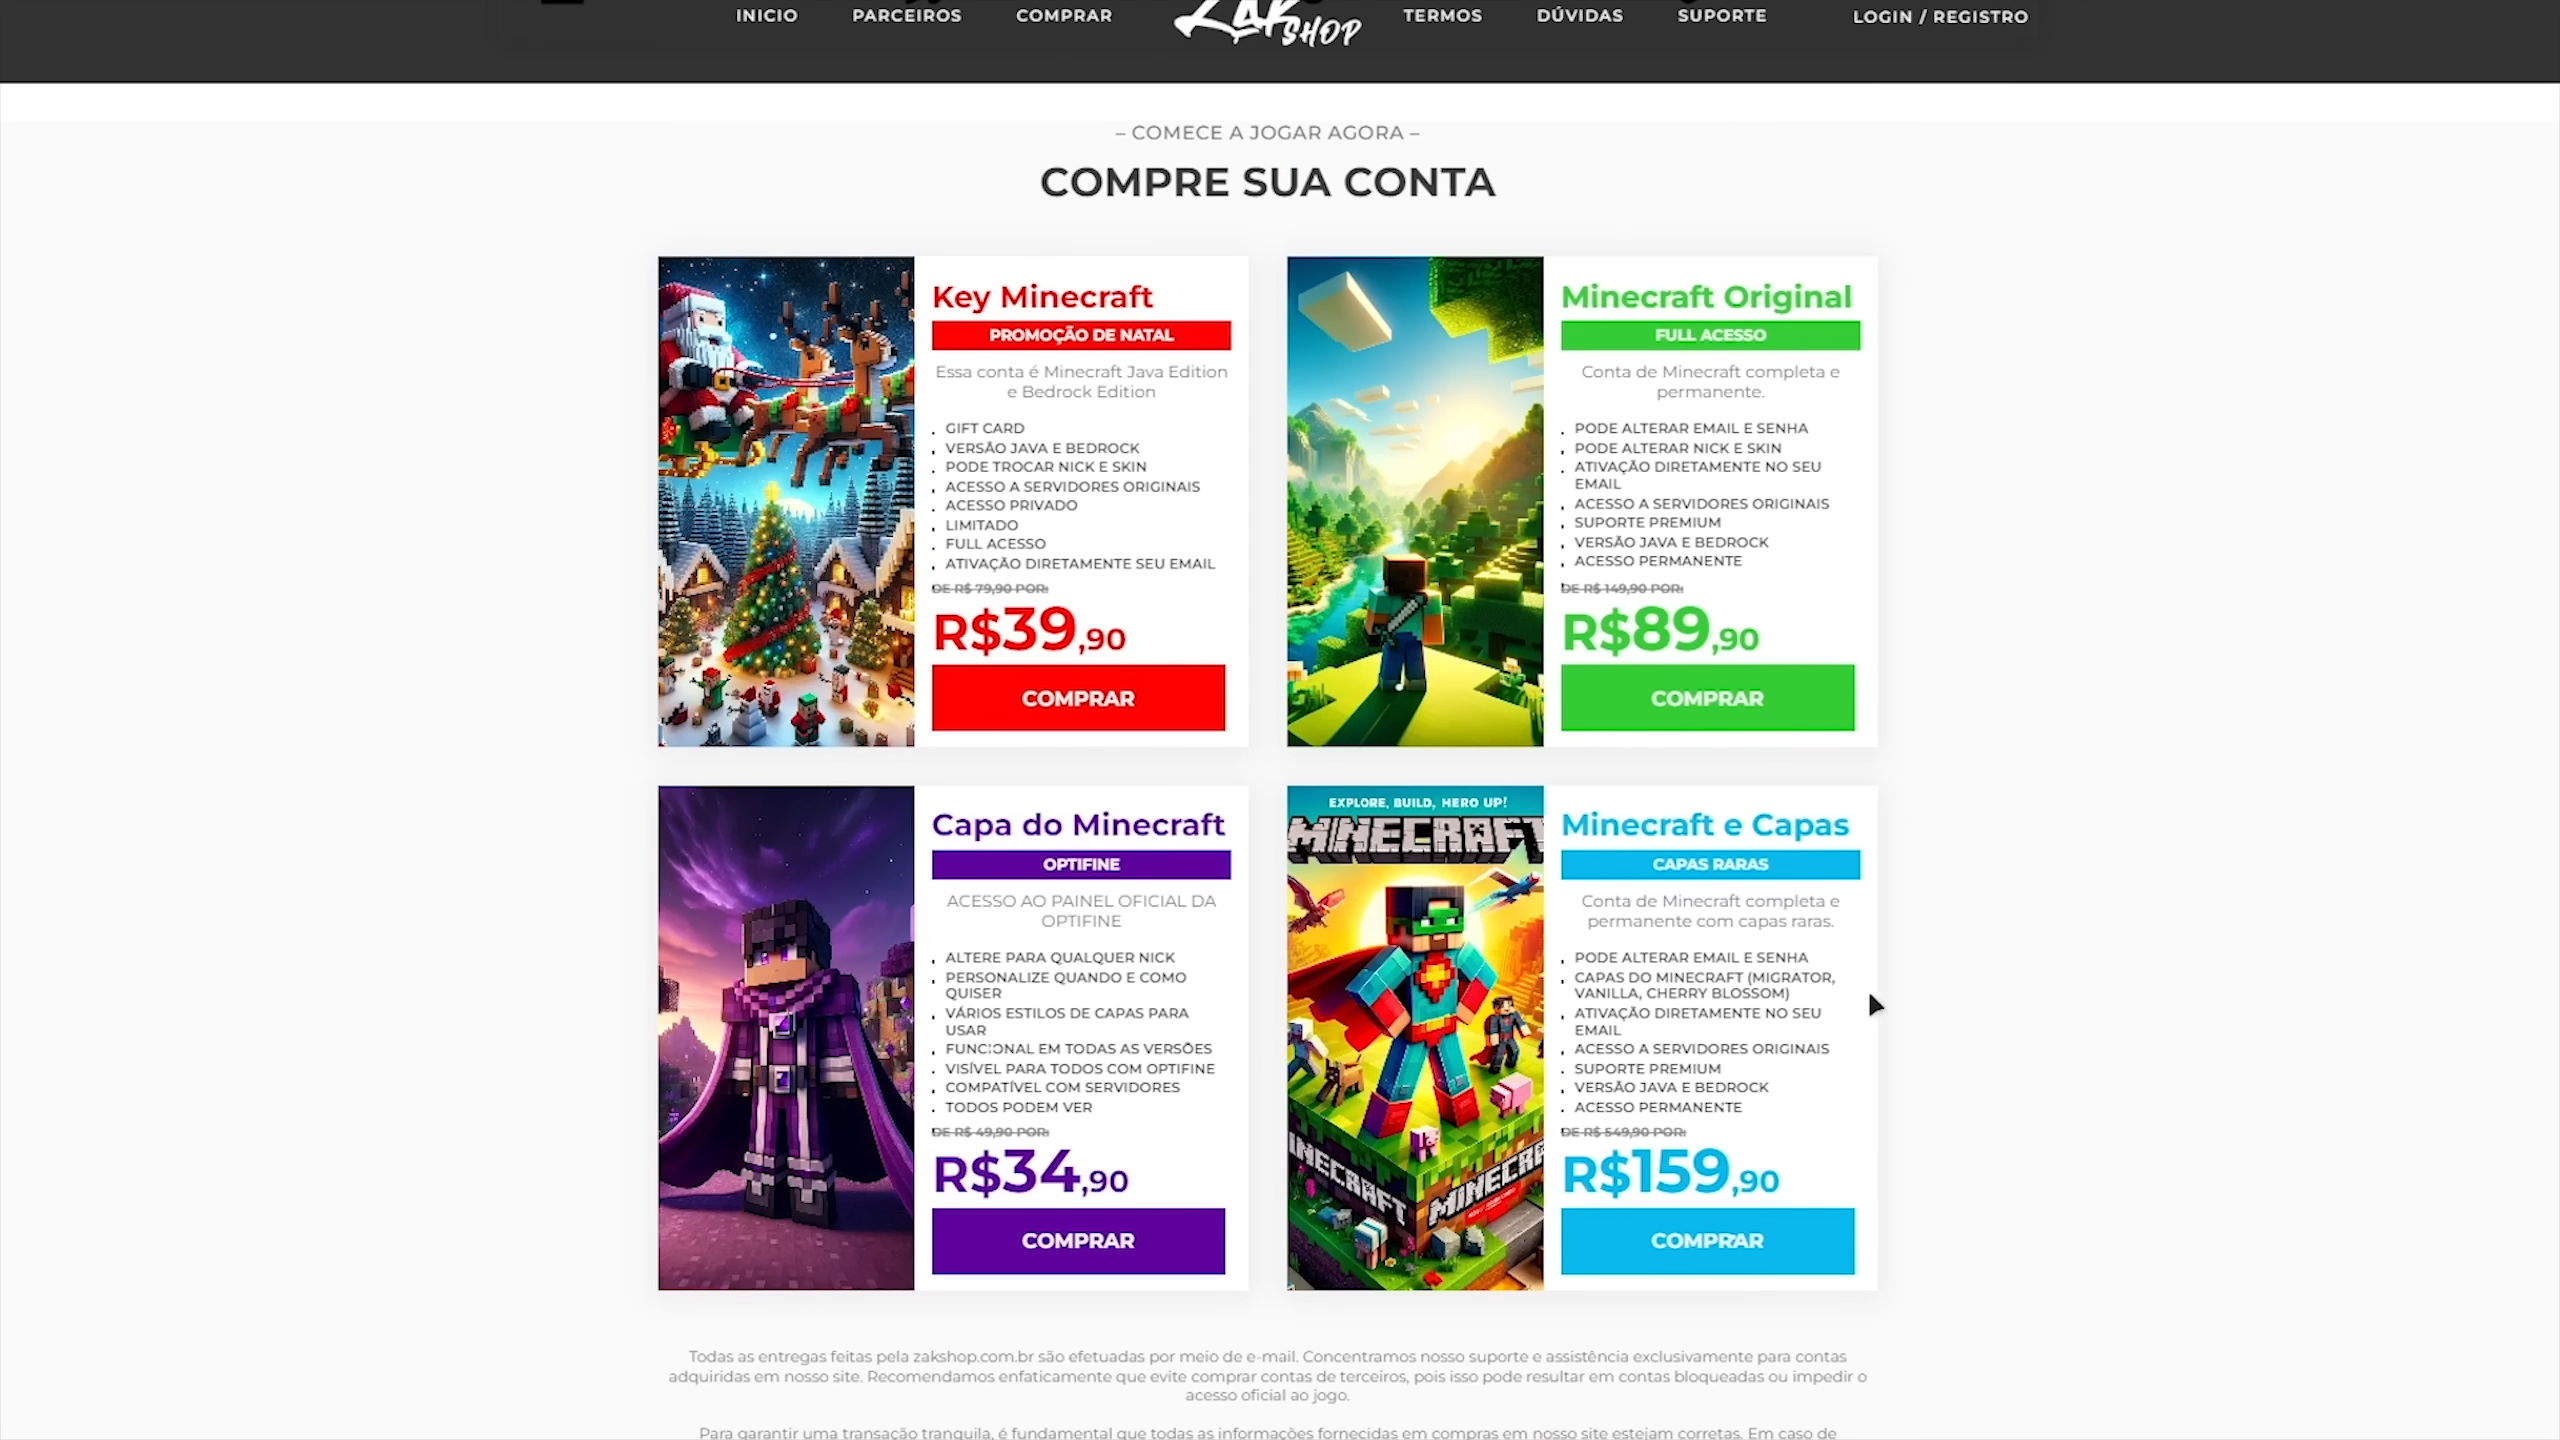 INICIO PARCEIROS COMPRAR ZAK SHOP TERMOS DÚVIDAS SUPORTE LOGIN / REGISTRO
– COMECE A JOGAR AGORA –
COMPRE SUA CONTA
Key Minecraft
PROMOÇÃO DE NATAL
Essa conta é Minecraft Java Edition
e Bedrock Edition
GIFT CARD
VERSÃO JAVA E BEDROCK
PODE TROCAR NICK E SKIN
ACESSO A SERVIDORES ORIGINAIS
ACESSO PRIVADO
LIMITADO
FULL ACESSO
ATIVAÇÃO DIRETAMENTE SEU EMAIL
DE R$ 79,90 POR:
R$39,90
COMPRAR
Minecraft Original
FULL ACESSO
Conta de Minecraft completa e
permanente.
PODE ALTERAR EMAIL E SENHA
PODE ALTERAR NICK E SKIN
ATIVAÇÃO DIRETAMENTE NO SEU
EMAIL
ACESSO A SERVIDORES ORIGINAIS
SUPORTE PREMIUM
VERSÃO JAVA E BEDROCK
ACESSO PERMANENTE
DE R$ 149,90 POR:
R$89,90
COMPRAR
Capa do Minecraft
OPTIFINE
ACESSO AO PAINEL OFICIAL DA
OPTIFINE
ALTERE PARA QUALQUER NICK
PERSONALIZE QUANDO E COMO
QUISER
VÁRIOS ESTILOS DE CAPAS PARA
USAR
FUNCIONAL EM TODAS AS VERSÕES
VISÍVEL PARA TODOS COM OPTIFINE
COMPATÍVEL COM SERVIDORES
TODOS PODEM VER
DE R$ 49,90 POR:
R$34,90
COMPRAR
EXPLORE, BUILD, HERO UP!
MINECRAFT
MINECRAFT
Minecraft e Capas
CAPAS RARAS
Conta de Minecraft completa e
permanente com capas raras.
PODE ALTERAR EMAIL E SENHA
CAPAS DO MINECRAFT (MIGRATOR,
VANILLA, CHERRY BLOSSOM)
ATIVAÇÃO DIRETAMENTE NO SEU
EMAIL
ACESSO A SERVIDORES ORIGINAIS
SUPORTE PREMIUM
VERSÃO JAVA E BEDROCK
ACESSO PERMANENTE
DE R$ 549,90 POR:
R$159,90
COMPRAR
Todas as entregas feitas pela zakshop.com.br são efetuadas por meio de e-mail. Concentramos nosso suporte e assistência exclusivamente para contas
adquiridas em nosso site. Recomendamos enfaticamente que evite comprar contas de terceiros, pois isso pode resultar em contas bloqueadas ou impedir o
acesso oficial ao jogo.
Para garantir uma transação tranquila, é fundamental que todas as informações fornecidas em compras em nosso site estejam corretas. Em caso de